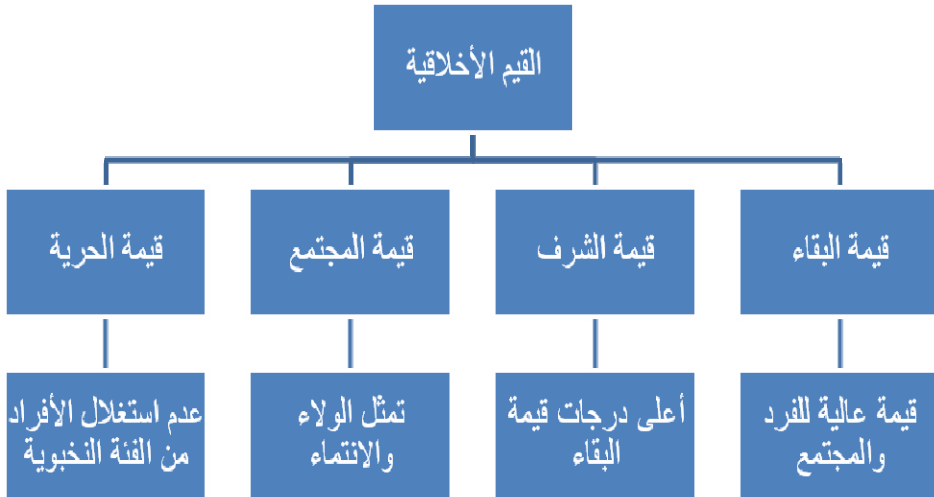 القيم الأخلاقية
قيمة البقاء
قيمة الشرف
قيمة المجتمع
قيمة الحرية
قيمة عالية للفرد
والمجتمع
أعلى درجات قيمة
البقاء
تمثل الولاء
والانتماء
عدم استغلال الأفراد
من الفئة النخبوية